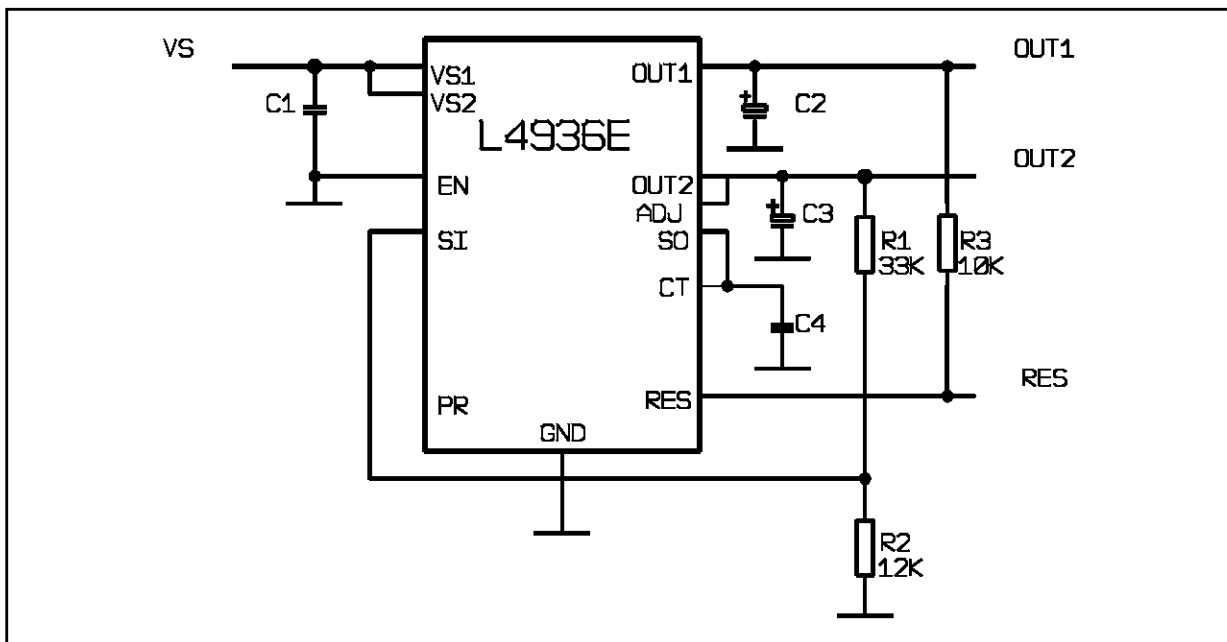 VS
OUT1
VS1
VS2
C1
L4936E
OUT1
C2
OUT2
EN
OUT2
ADJ
C3
SI
SO
R1
33K
R3
10K
CT
C4
RES
PR
RES
GND
R2
12K